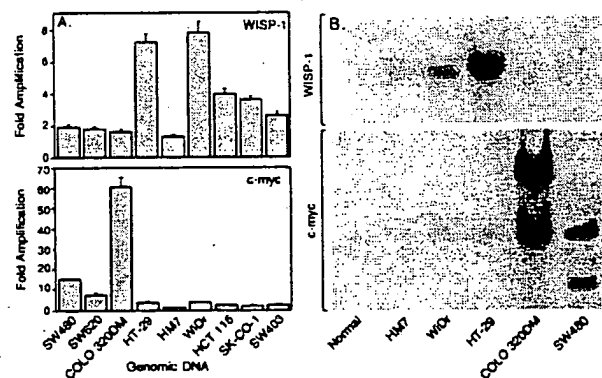 A.
WISP-1
Fold Amplification
8
6
4
2
0
c-myc
Fold Amplification
75
60
50
40
30
20
10
0
SW480
SW620
COLO 320DM
HT-29
HM7
WiDr
HCT 116
SK-CO-1
SW403
Genomic DNA
B.
WISP-1
c-myc
Normal
HM7
WiDr
HT-29
COLO 320DM
SW480